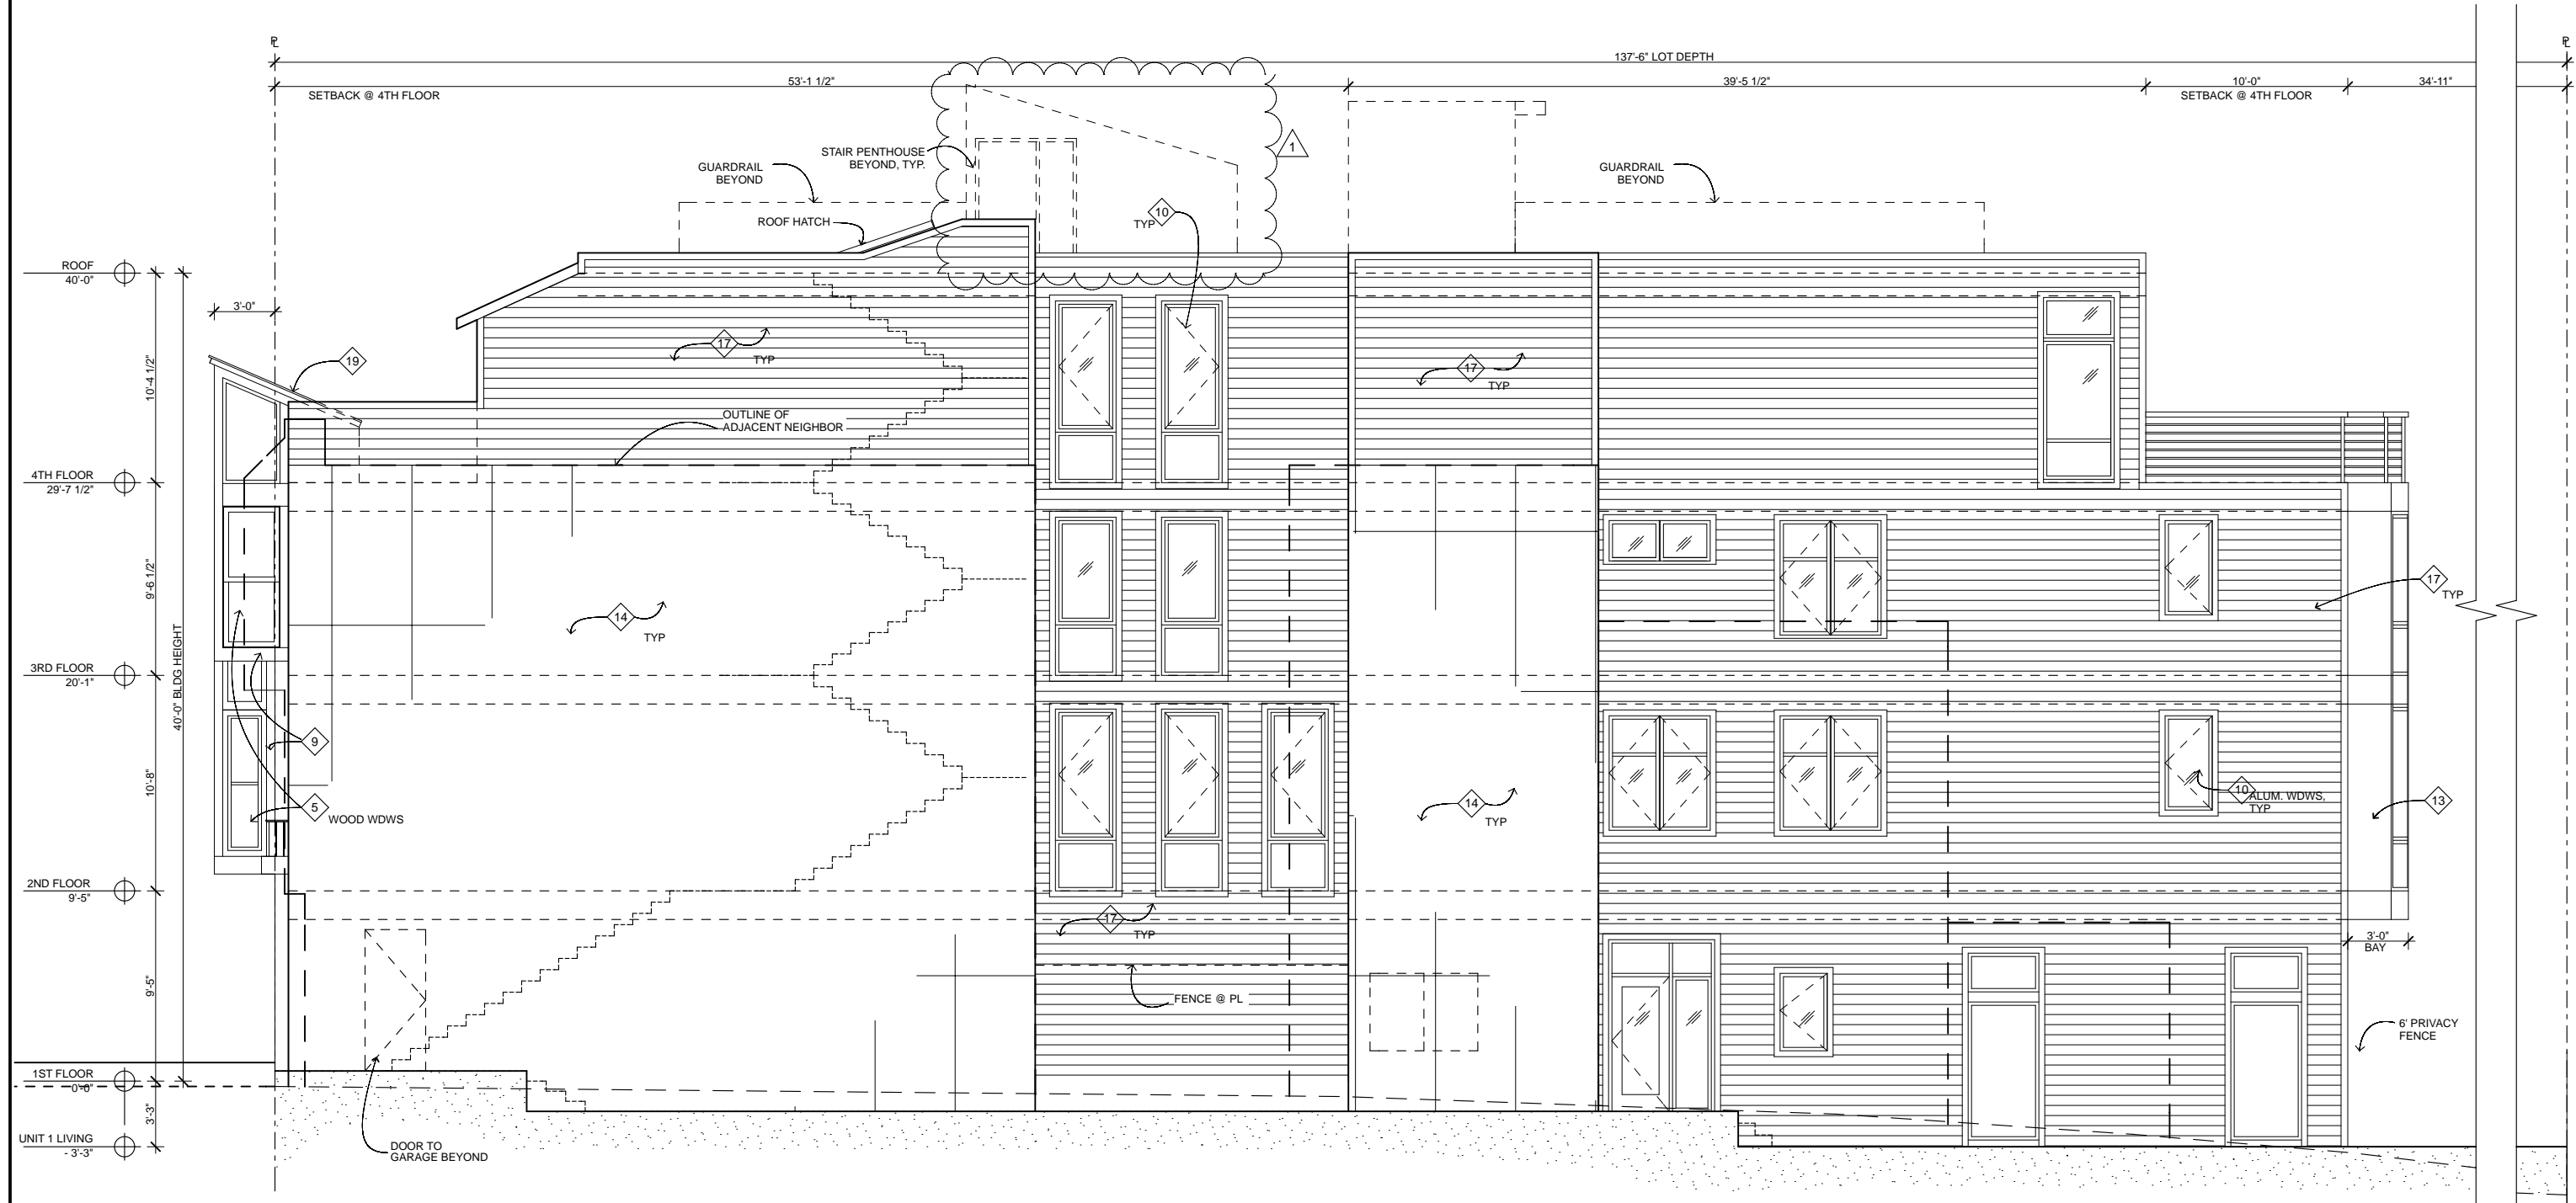 PL
PL
137'-6" LOT DEPTH
53'-1 1/2"
39'-5 1/2"
10'-0"
34'-11"
SETBACK @ 4TH FLOOR
SETBACK @ 4TH FLOOR
STAIR PENTHOUSE
BEYOND, TYP.
1
GUARDRAIL
BEYOND
GUARDRAIL
BEYOND
ROOF HATCH
10
TYP
ROOF
40'-0"
3'-0"
19
17
TYP
17
TYP
10'-4 1/2"
OUTLINE OF
ADJACENT NEIGHBOR
4TH FLOOR
29'-7 1/2"
9'-6 1/2"
14
TYP
17
TYP
3RD FLOOR
20'-1"
40'-0" BLDG HEIGHT
9
10'-8"
5
WOOD WDWS
14
TYP
10
ALUM. WDWS,
TYP
13
2ND FLOOR
9'-5"
17
TYP
3'-0"
BAY
9'-5"
FENCE @ PL
6' PRIVACY
FENCE
1ST FLOOR
0'-0"
3'-3"
UNIT 1 LIVING
- 3'-3"
DOOR TO
GARAGE BEYOND